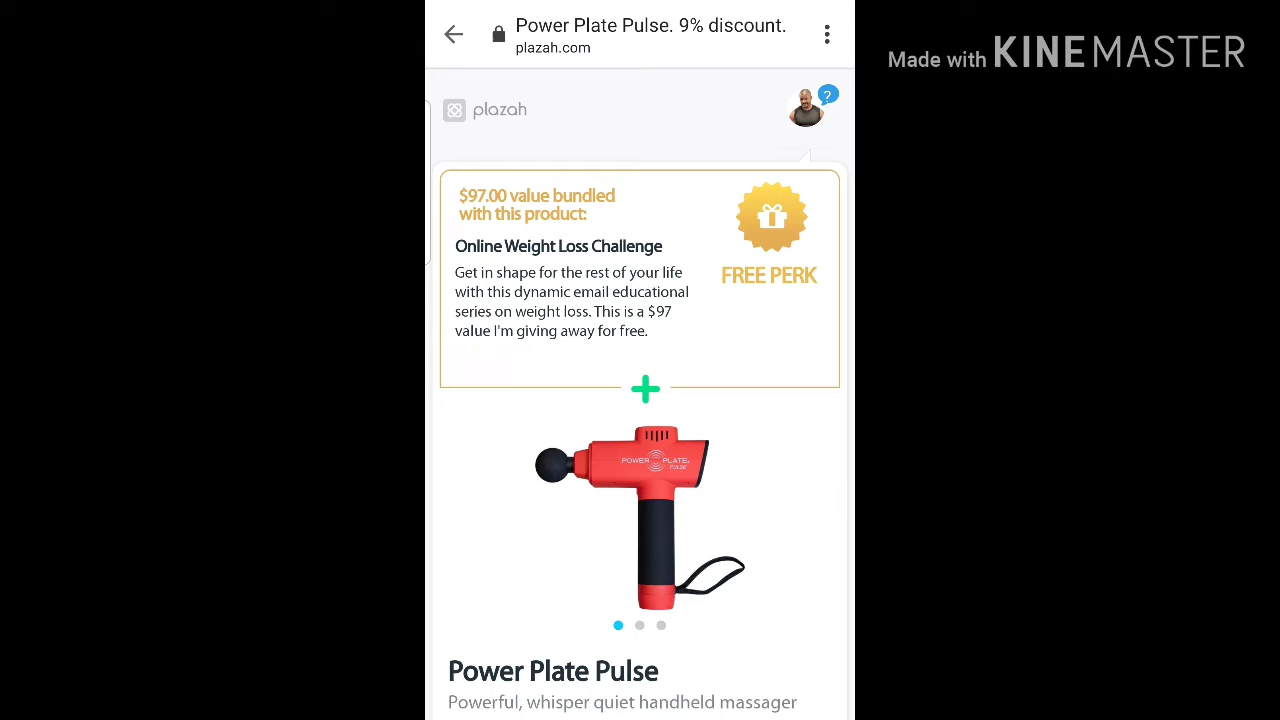 Power Plate Pulse. 9% discount.
plazah.com
Made with KINEMASTER
plazah
?
$97.00 value bundled
with this product:
Online Weight Loss Challenge
Get in shape for the rest of your life
with this dynamic email educational
series on weight loss. This is a $97
value I'm giving away for free.
FREE PERK
POWER PLATE
PULSE
Power Plate Pulse
Powerful, whisper quiet handheld massager